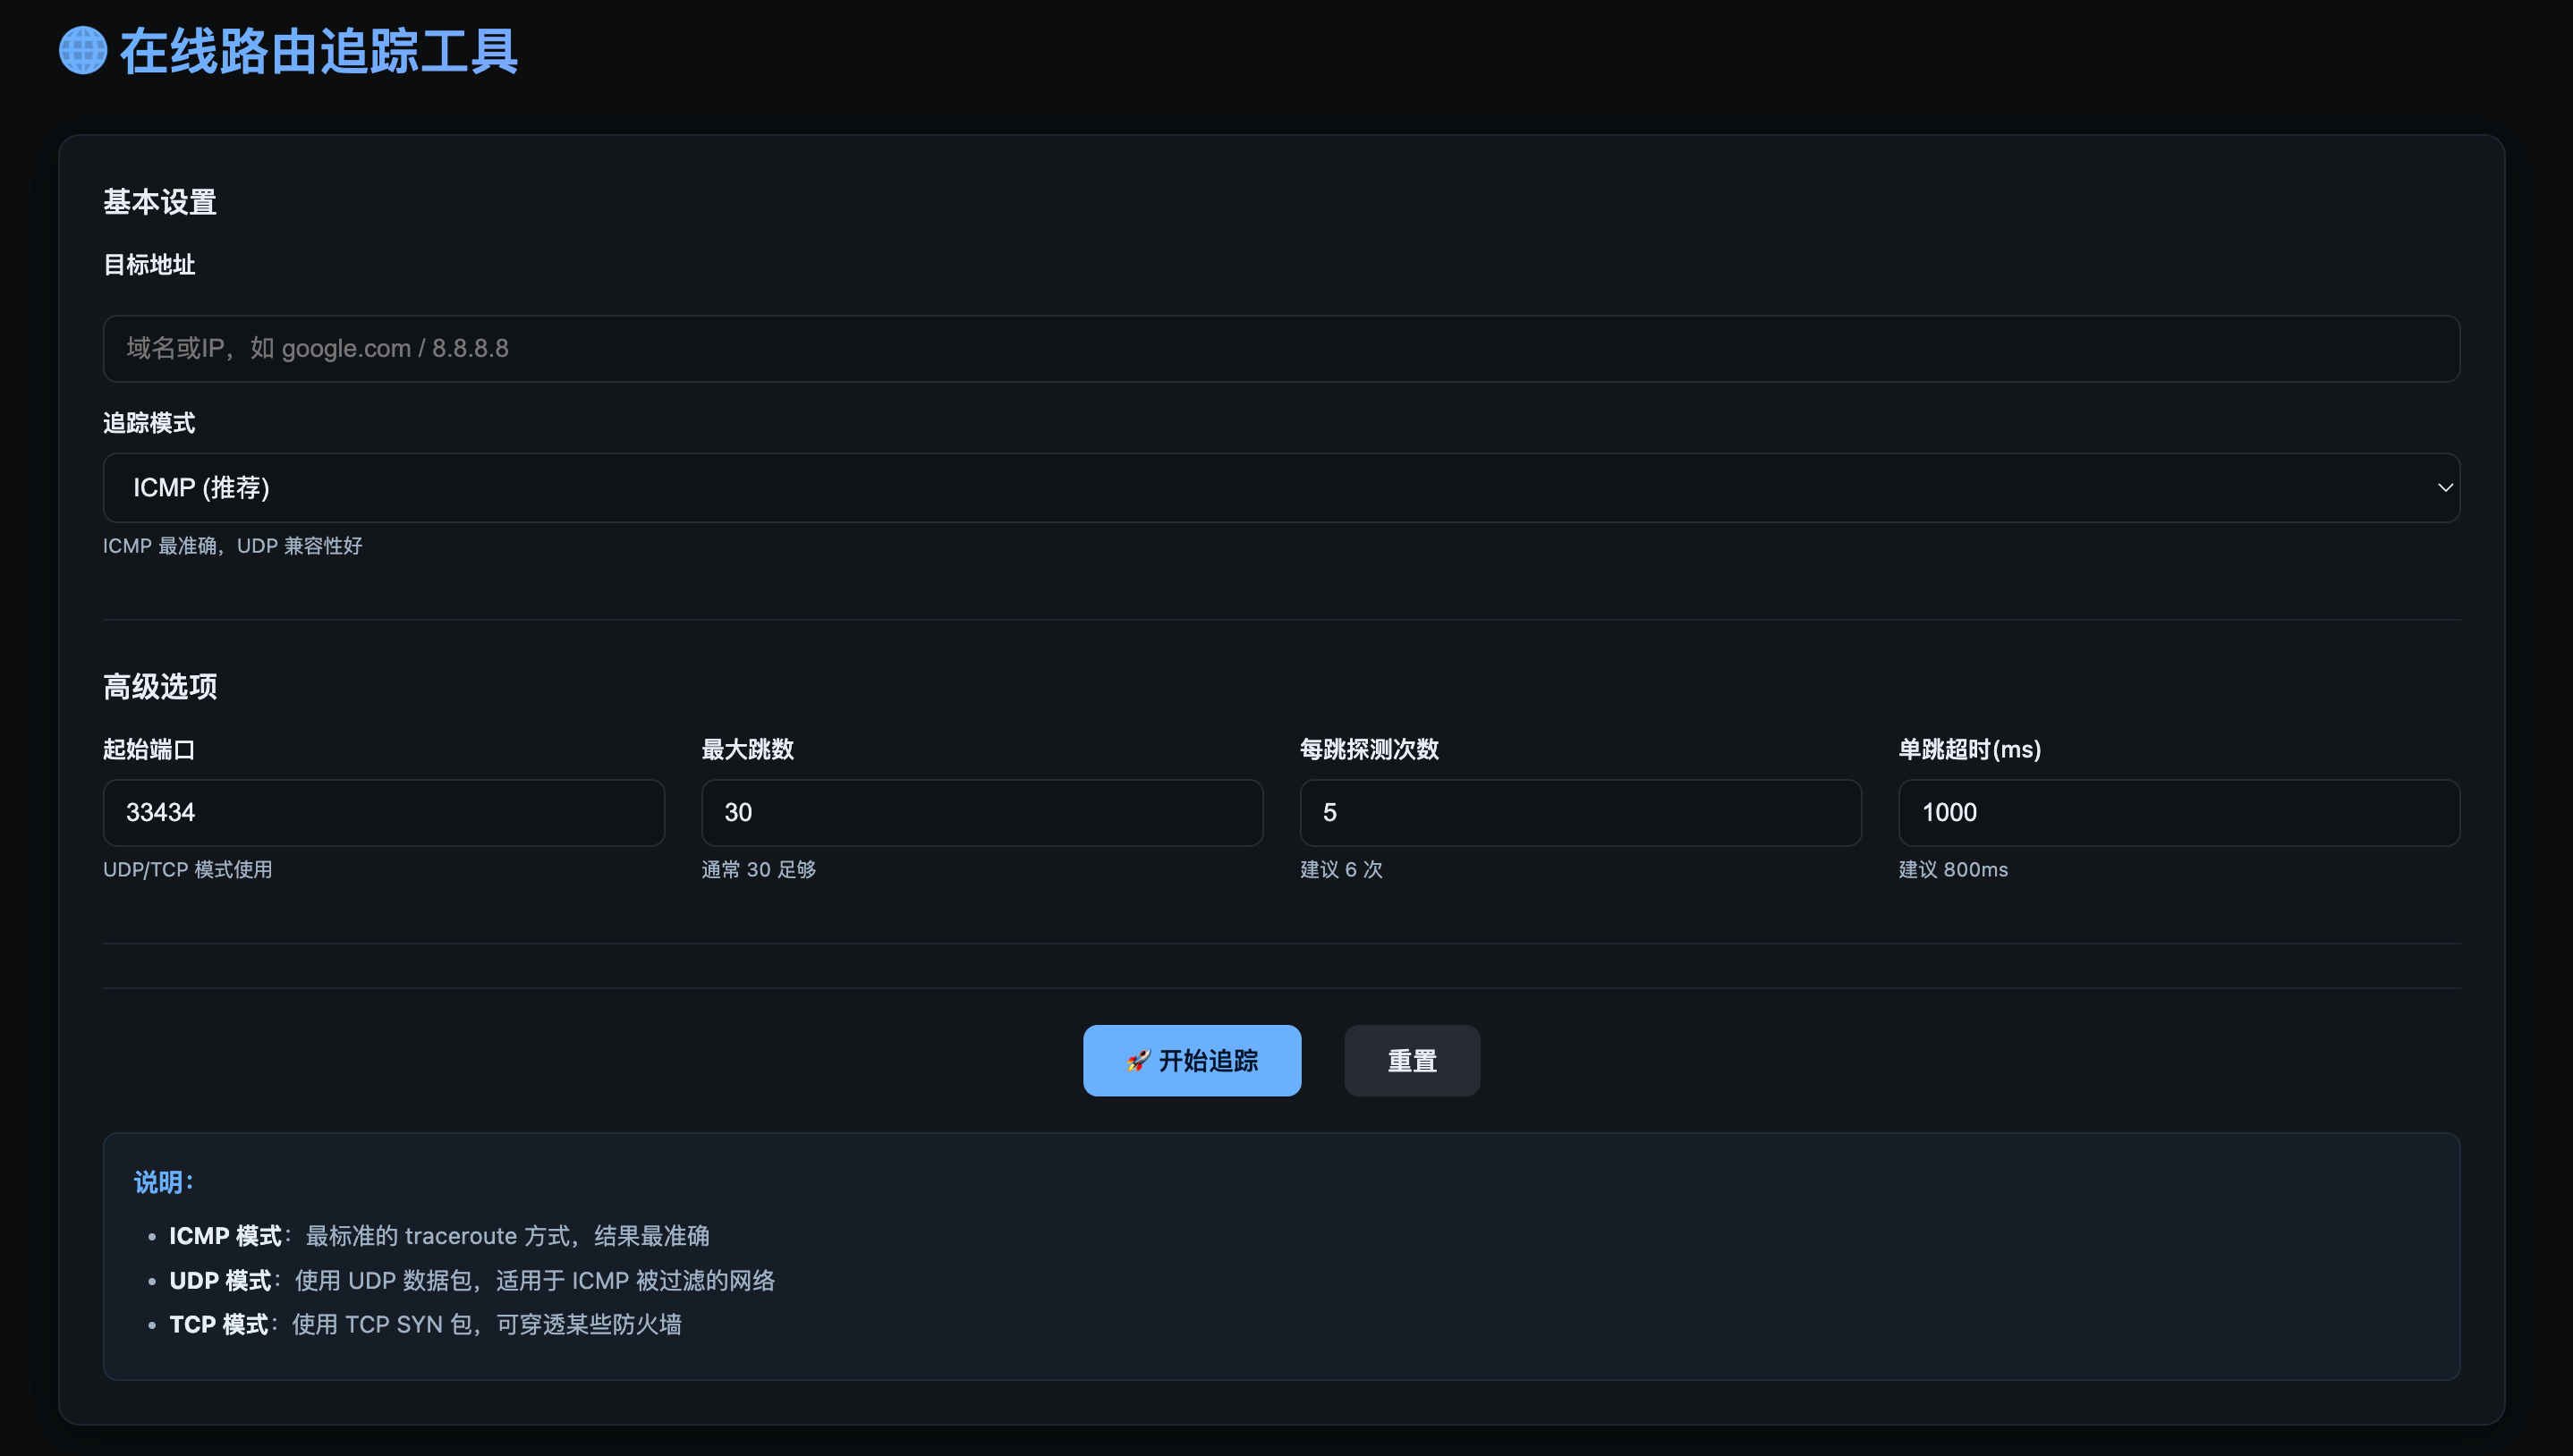 在线路由追踪工具
基本设置
目标地址
域名或IP，如 google.com / 8.8.8.8
追踪模式
ICMP (推荐)
ICMP 最准确，UDP 兼容性好
高级选项
起始端口 最大跳数 每跳探测次数 单跳超时(ms)
33434 30 5 1000
UDP/TCP 模式使用 通常 30 足够 建议 6 次 建议 800ms
🚀 开始追踪 重置
说明：
• ICMP 模式：最标准的 traceroute 方式，结果最准确
• UDP 模式：使用 UDP 数据包，适用于 ICMP 被过滤的网络
• TCP 模式：使用 TCP SYN 包，可穿透某些防火墙